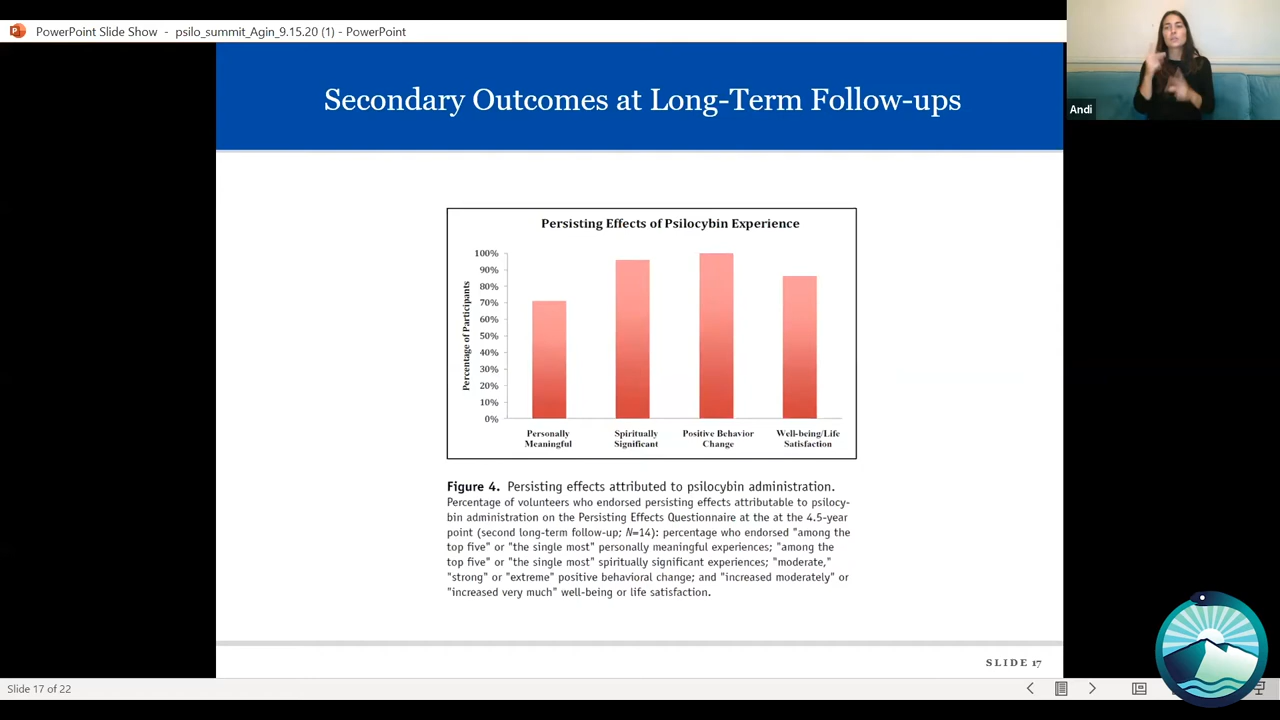 PowerPoint Slide Show - psilo_summit_Agin_9.15.20 (1) - PowerPoint
Andi
Secondary Outcomes at Long-Term Follow-ups
Persisting Effects of Psilocybin Experience
Percentage of Participants
100%
90%
80%
70%
60%
50%
40%
30%
20%
10%
0%
Personally
Meaningful
Spiritually
Significant
Positive Behavior
Change
Well-being/Life
Satisfaction
Figure 4. Persisting effects attributed to psilocybin administration.
Percentage of volunteers who endorsed persisting effects attributable to psilocy-
bin administration on the Persisting Effects Questionnaire at the at the 4.5-year
point (second long-term follow-up; N=14): percentage who endorsed "among the
top five" or "the single most" personally meaningful experiences; "among the
top five" or "the single most" spiritually significant experiences; "moderate,"
"strong" or "extreme" positive behavioral change; and "increased moderately" or
"increased very much" well-being or life satisfaction.
SLIDE 17
Slide 17 of 22